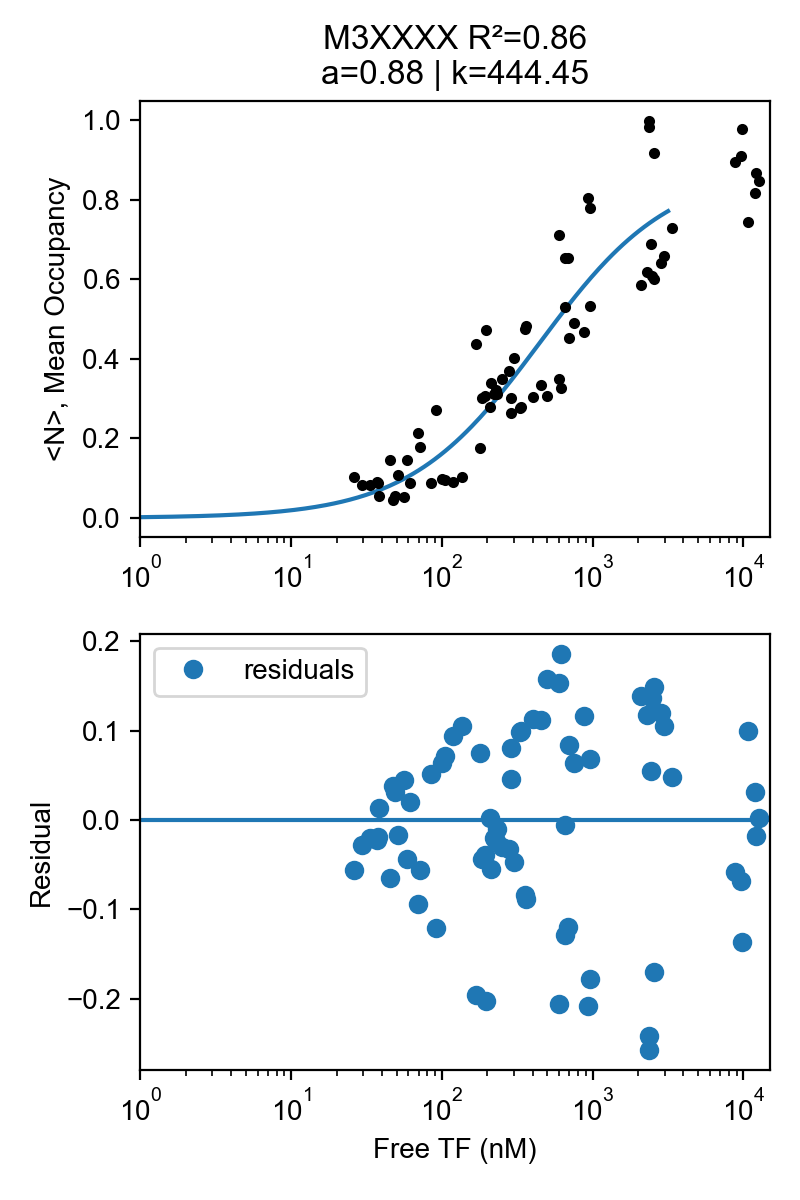 M3XXXX R²=0.86
a=0.88 | k=444.45
<N>, Mean Occupancy
1.0
0.8
0.6
0.4
0.2
0.0
10⁰ 10¹ 10² 10³ 10⁴
Residual
0.2
0.1
0.0
−0.1
−0.2
residuals
10⁰ 10¹ 10² 10³ 10⁴
Free TF (nM)